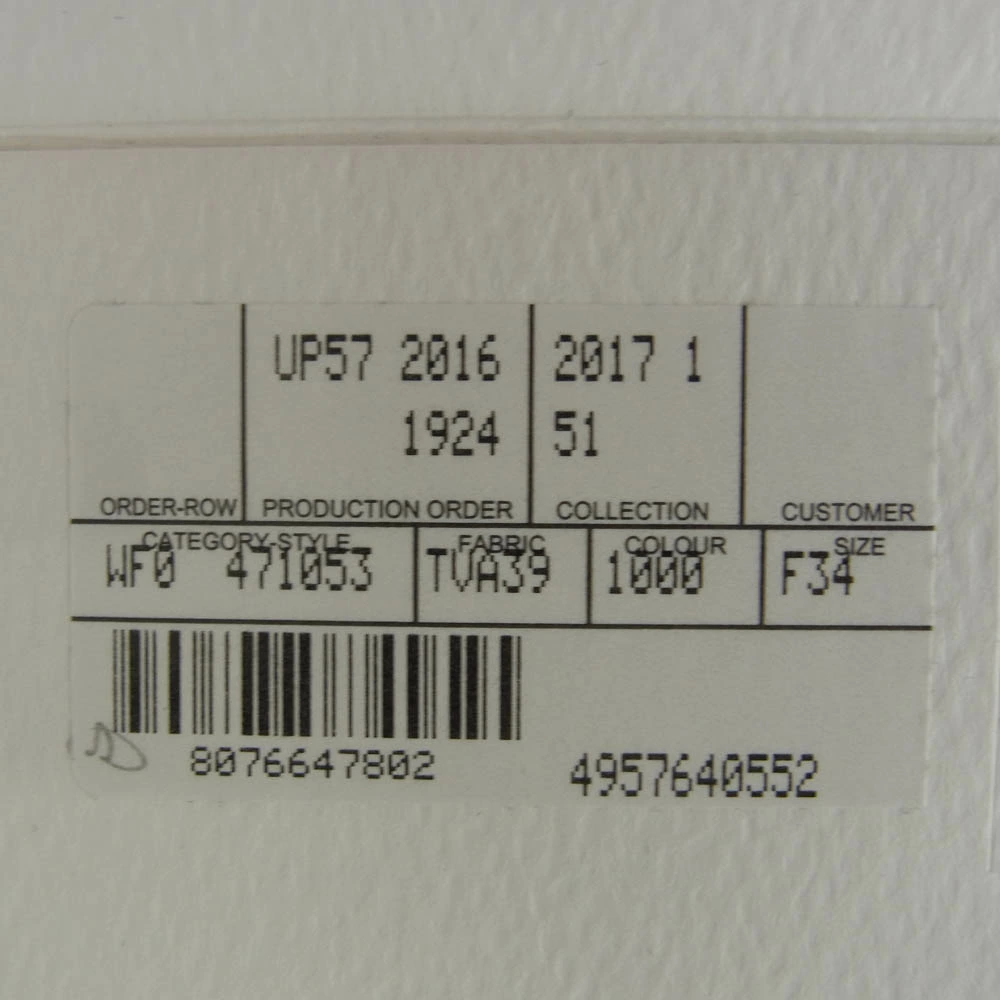 UP57 2016 2017 1
1924 51
ORDER-ROW PRODUCTION ORDER COLLECTION CUSTOMER
CATEGORY-STYLE FABRIC COLOUR SIZE
WF0 471053 TVA39 1000 F34
8076647802 4957640552